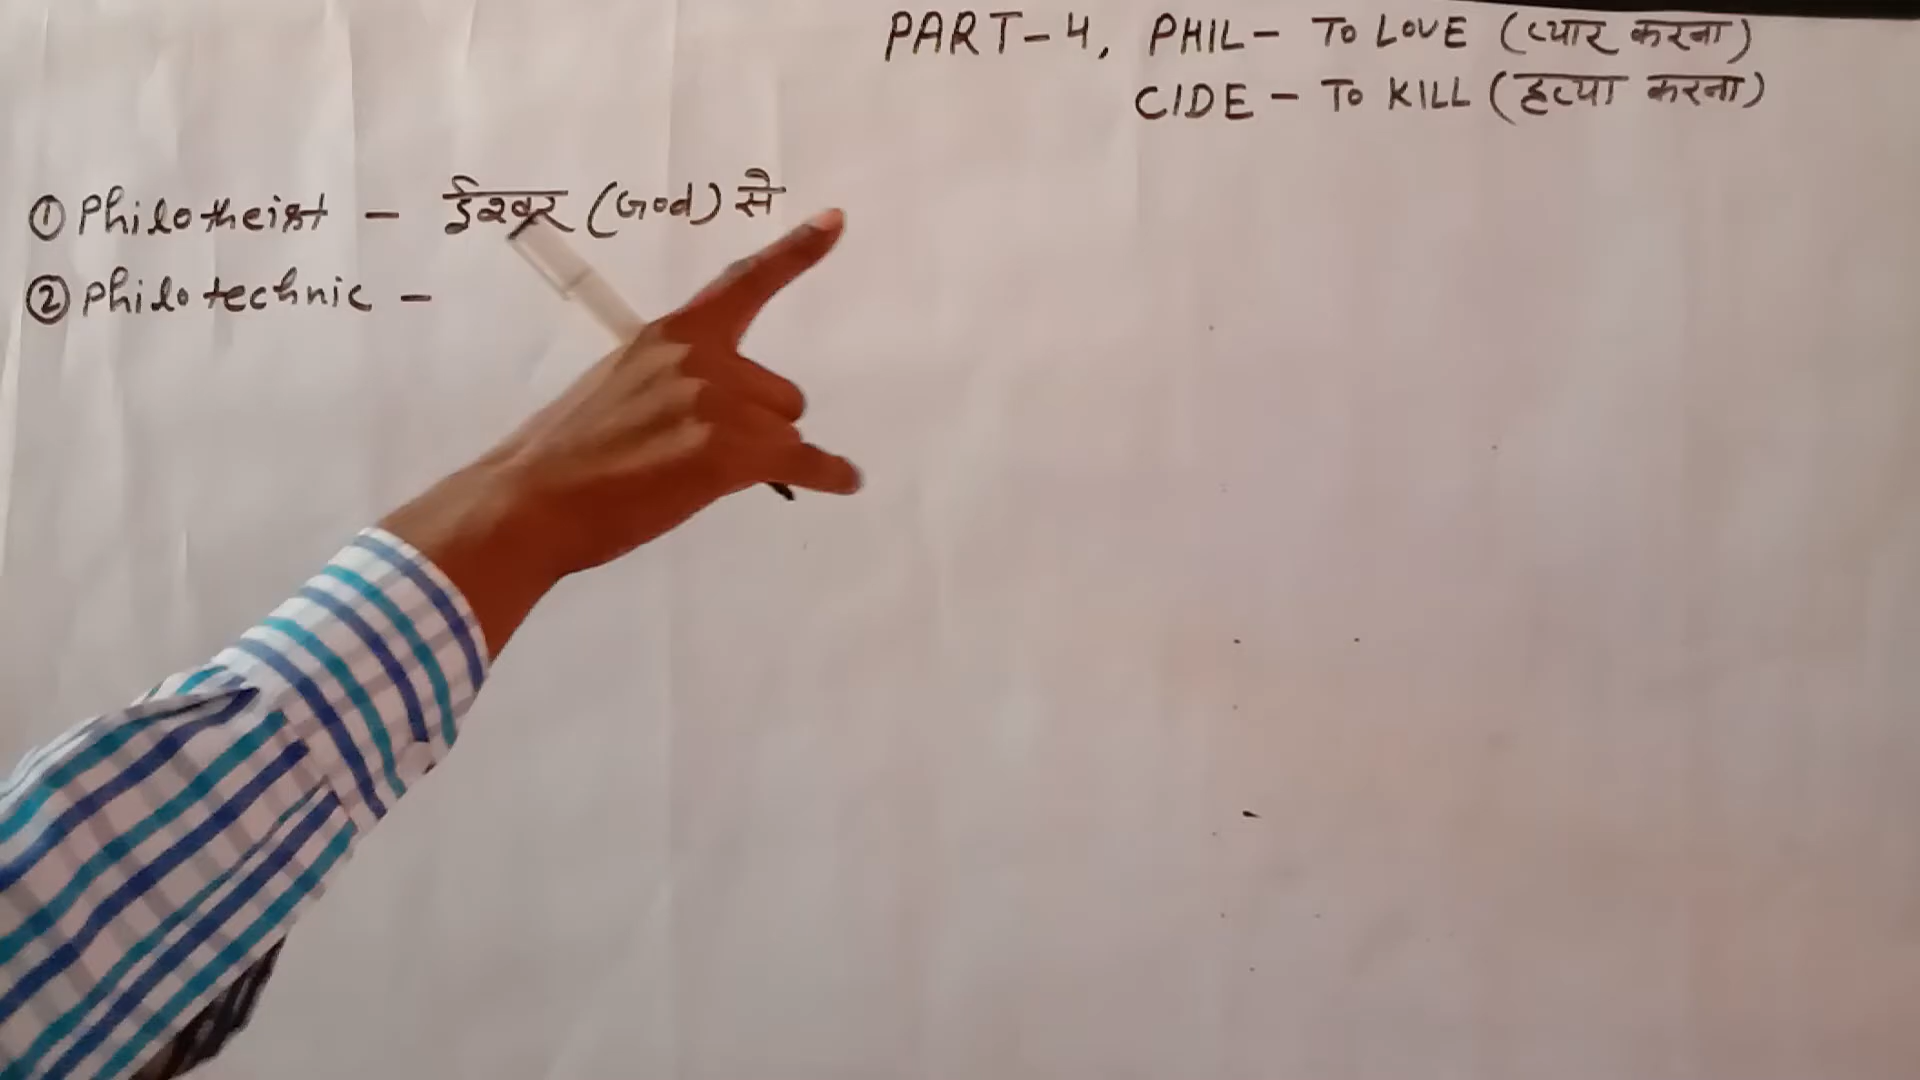 PART-4, PHIL- TO LOVE (प्यार करना)
CIDE - TO KILL (हत्या करना)
① Philotheist - ईश्वर (God) से
② Philotechnic -